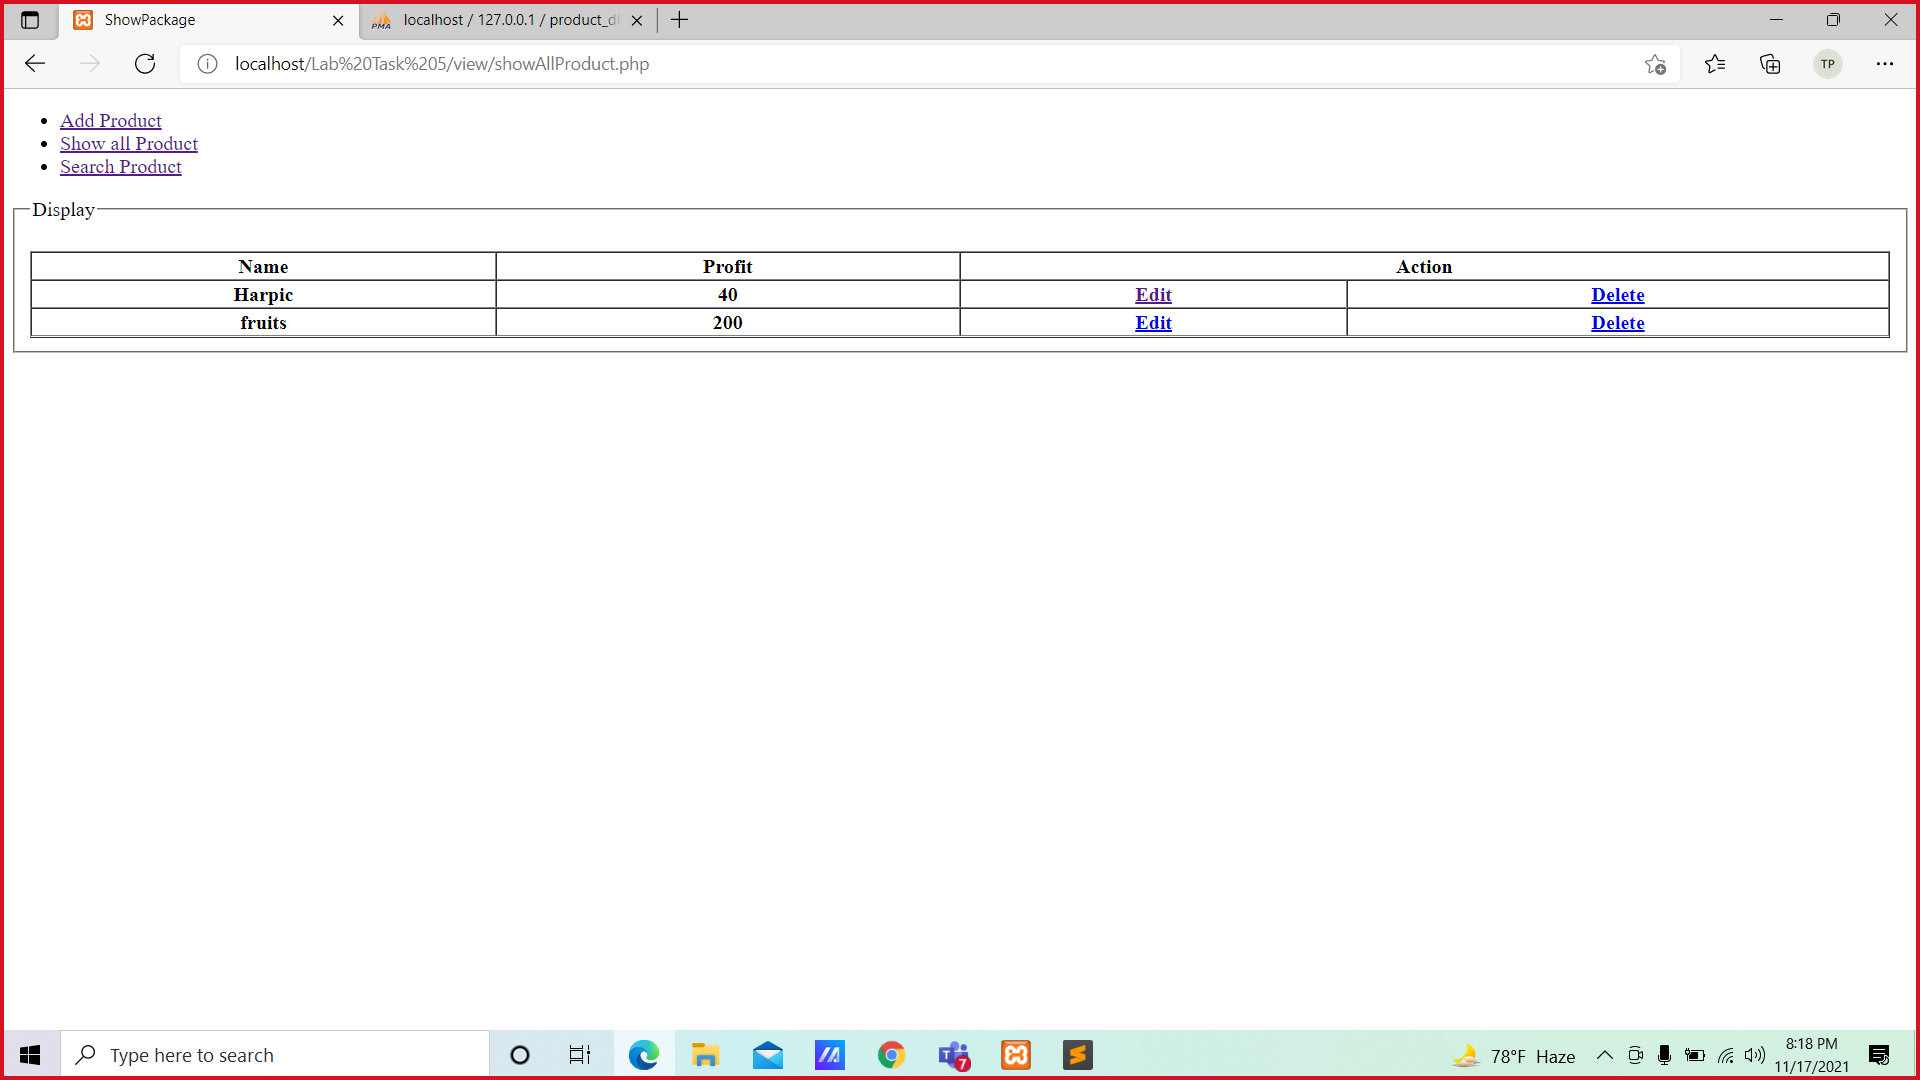 ShowPackage
PMA localhost / 127.0.0.1 / product_d
localhost/Lab%20Task%205/view/showAllProduct.php
TP
Add Product
Show all Product
Search Product
Display
Name Profit Action
Harpic 40 Edit Delete
fruits 200 Edit Delete
Type here to search
T 7
78°F Haze
8:18 PM
11/17/2021